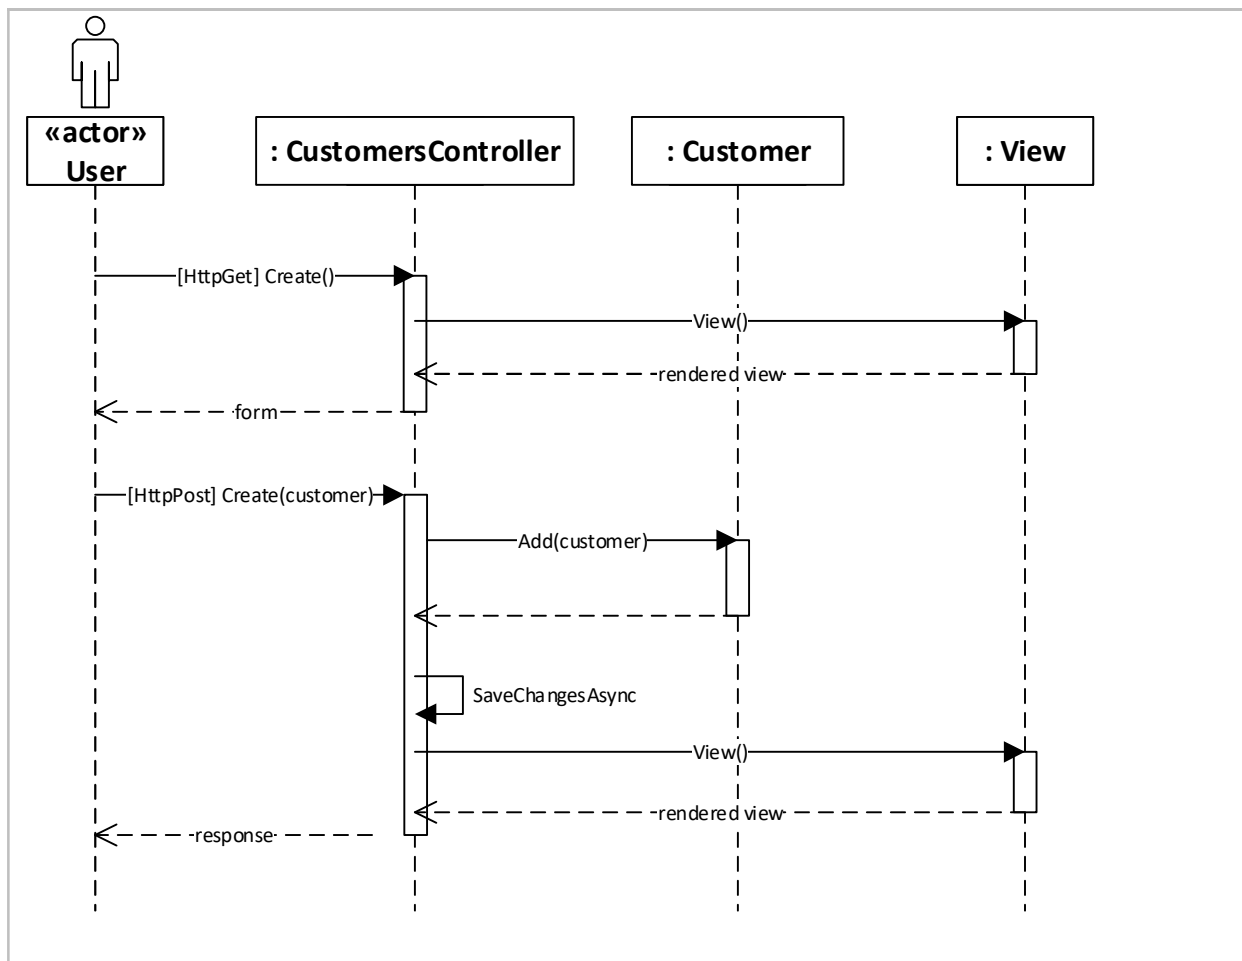 «actor»
User
: CustomersController
: Customer
: View
[HttpGet] Create()
View()
rendered view
form
[HttpPost] Create(customer)
Add(customer)
SaveChangesAsync
View()
rendered view
response